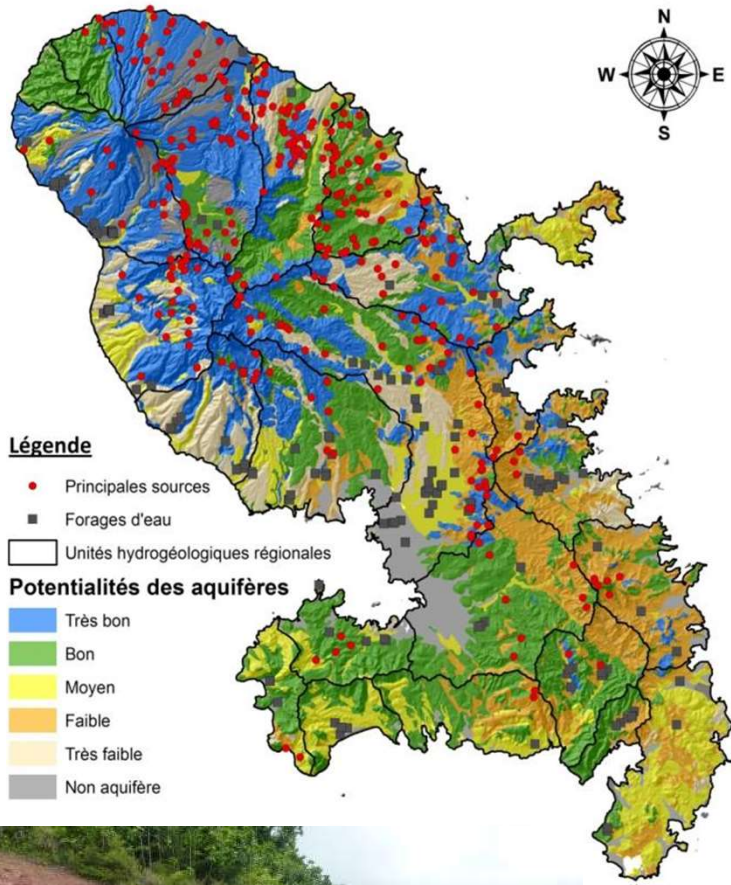 N
W E
S
Légende
Principales sources
Forages d'eau
Unités hydrogéologiques régionales
Potentialités des aquifères
Très bon
Bon
Moyen
Faible
Très faible
Non aquifère